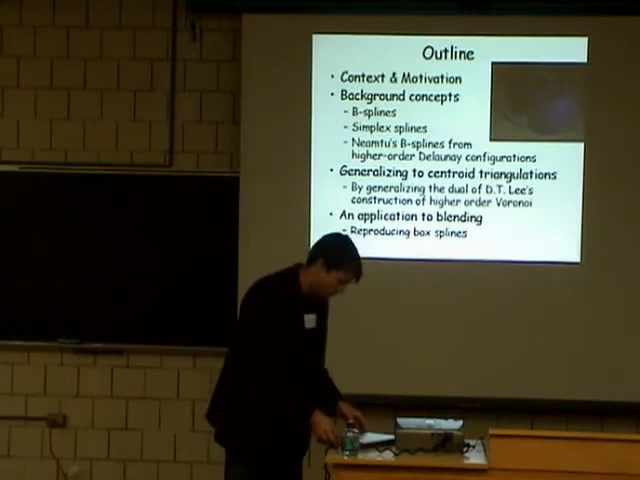 Outline
• Context & Motivation
• Background concepts
- B-splines
- Simplex splines
- Neamtu's B-splines from
higher-order Delaunay configurations
• Generalizing to centroid triangulations
- By generalizing the dual of D.T. Lee's
construction of higher order Voronoi
• An application to blending
- Reproducing box splines